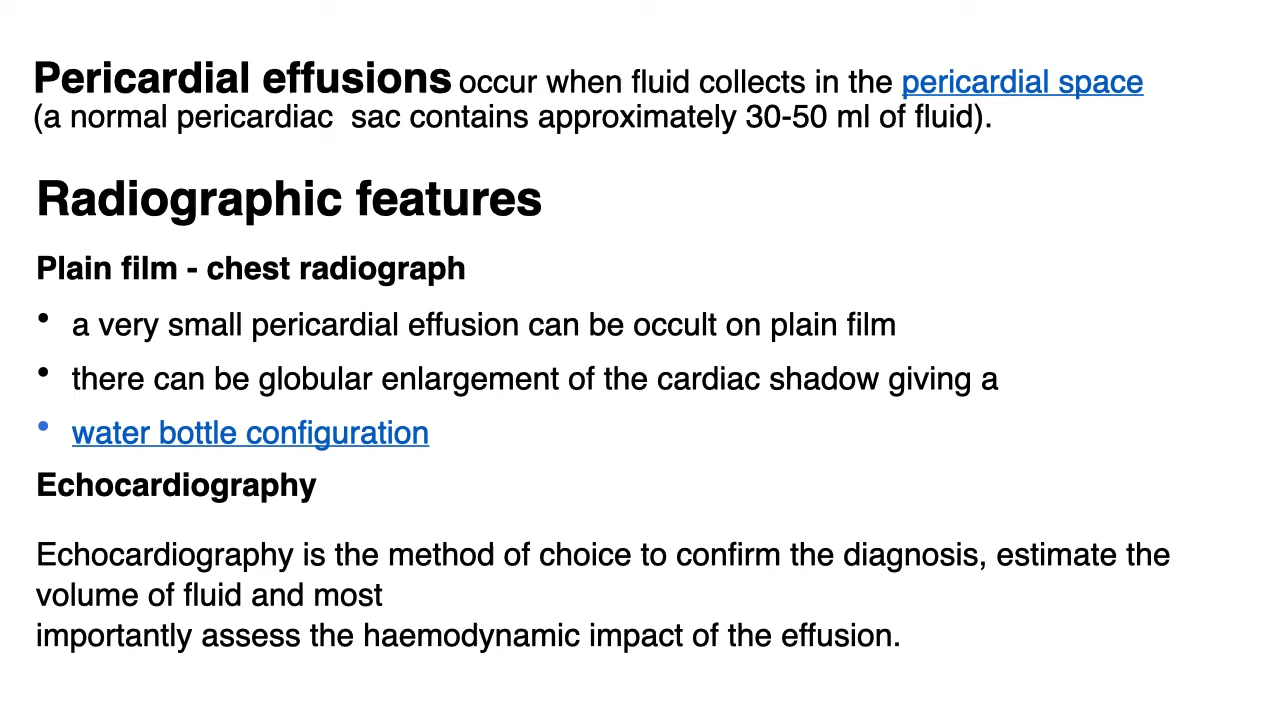 Pericardial effusions occur when fluid collects in the pericardial space
(a normal pericardiac  sac contains approximately 30-50 ml of fluid).
Radiographic features
Plain film - chest radiograph
• a very small pericardial effusion can be occult on plain film
• there can be globular enlargement of the cardiac shadow giving a
• water bottle configuration
Echocardiography
Echocardiography is the method of choice to confirm the diagnosis, estimate the
volume of fluid and most
importantly assess the haemodynamic impact of the effusion.